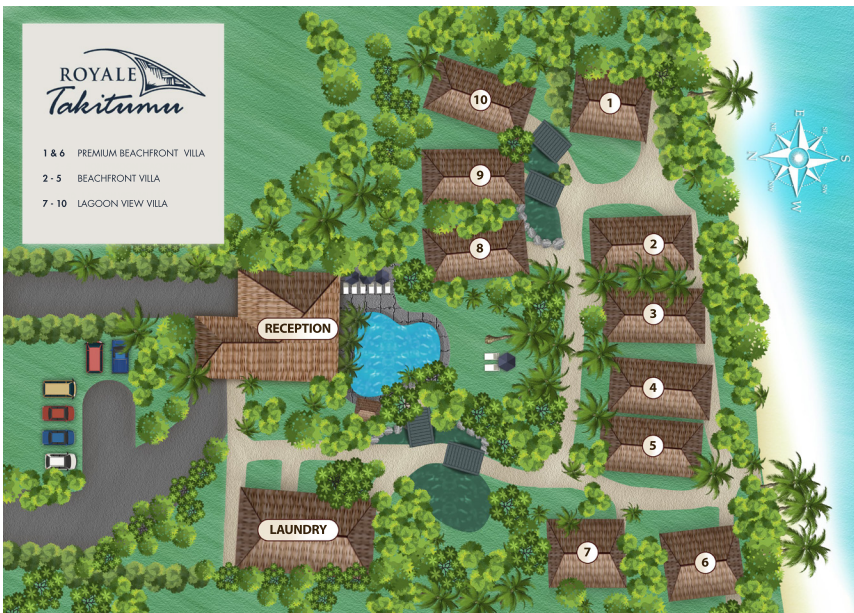 ROYALE
Takitumu
1 & 6 PREMIUM BEACHFRONT VILLA
2 - 5 BEACHFRONT VILLA
7 - 10 LAGOON VIEW VILLA
10
1
9
8
2
3
RECEPTION
4
5
LAUNDRY
7
6
E
N
S
W